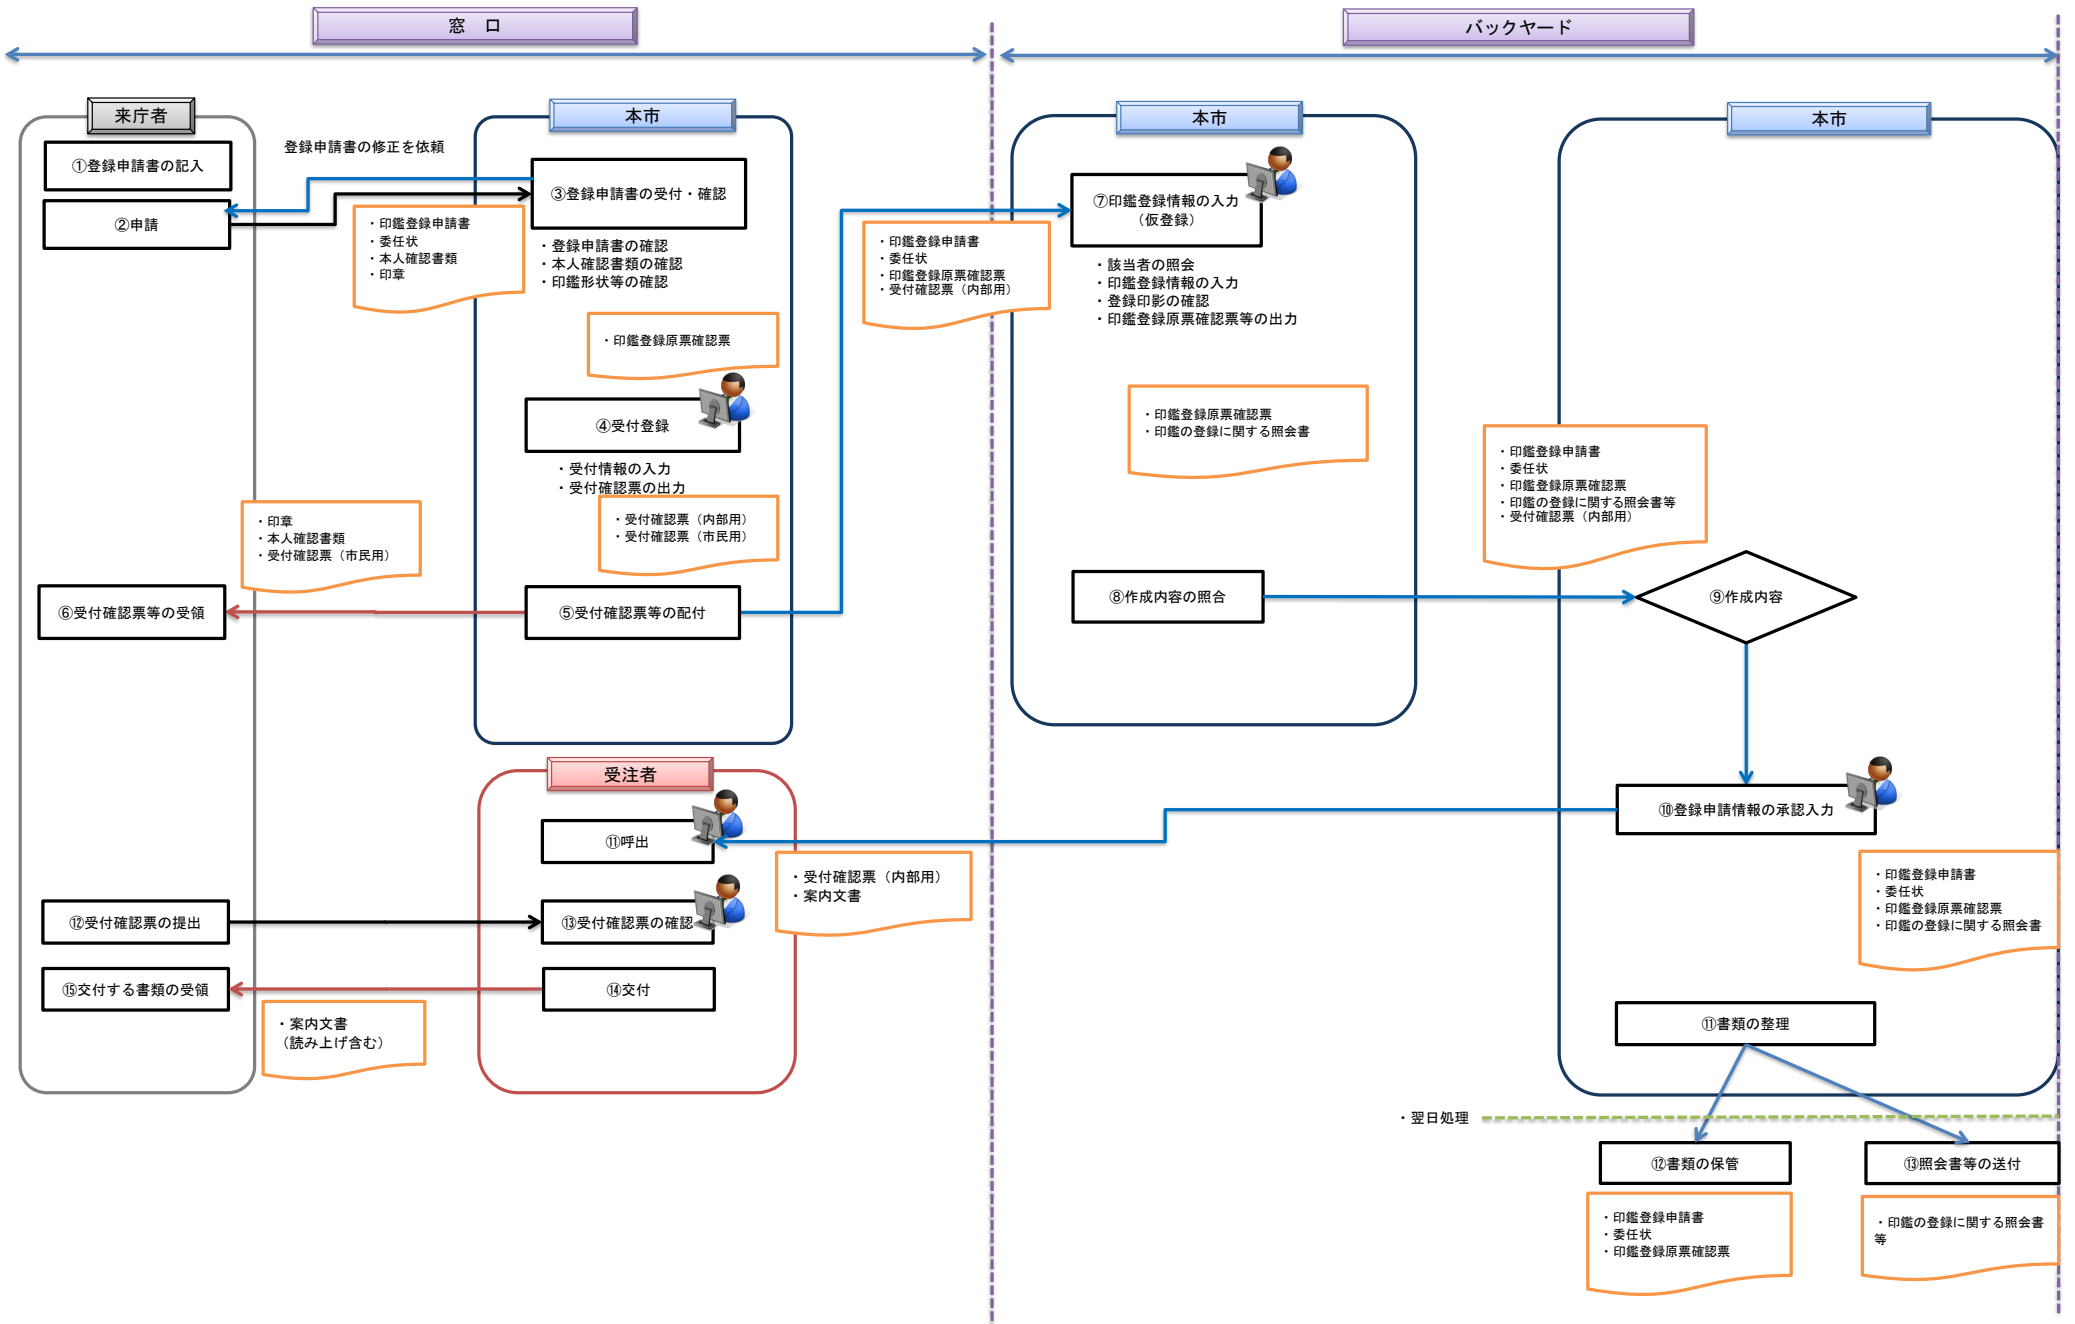 窓　口
バックヤード
来庁者
本市
本市
本市
①登録申請書の記入
登録申請書の修正を依頼
②申請
③登録申請書の受付・確認
・印鑑登録申請書
・委任状
・本人確認書類
・印章
・登録申請書の確認
・本人確認書類の確認
・印鑑形状等の確認
・印鑑登録原票確認票
④受付登録
・受付情報の入力
・受付確認票の出力
・受付確認票（内部用）
・受付確認票（市民用）
・印章
・本人確認書類
・受付確認票（市民用）
⑥受付確認票等の受領
⑤受付確認票等の配付
・印鑑登録申請書
・委任状
・印鑑登録原票確認票
・受付確認票（内部用）
⑦印鑑登録情報の入力
（仮登録）
・該当者の照会
・印鑑登録情報の入力
・登録印影の確認
・印鑑登録原票確認票等の出力
・印鑑登録原票確認票
・印鑑の登録に関する照会書
⑧作成内容の照合
・印鑑登録申請書
・委任状
・印鑑登録原票確認票
・印鑑の登録に関する照会書等
・受付確認票（内部用）
⑨作成内容
⑩登録申請情報の承認入力
・印鑑登録申請書
・委任状
・印鑑登録原票確認票
・印鑑の登録に関する照会書
受注者
⑪呼出
・受付確認票（内部用）
・案内文書
⑫受付確認票の提出
⑬受付確認票の確認
⑮交付する書類の受領
⑭交付
・案内文書
（読み上げ含む）
⑪書類の整理
・翌日処理
⑫書類の保管
⑬照会書等の送付
・印鑑登録申請書
・委任状
・印鑑登録原票確認票
・印鑑の登録に関する照会書
等